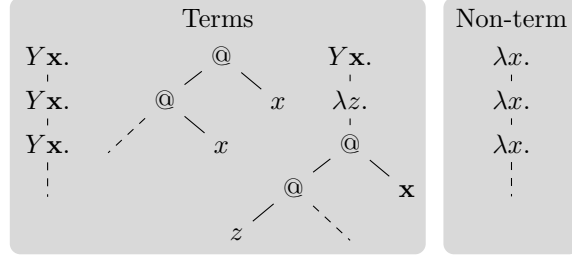 Terms Non-term
Y𝐱. @ Y𝐱. λx.
Y𝐱. @ x λz. λx.
Y𝐱. x @ λx.
@ 𝐱
z